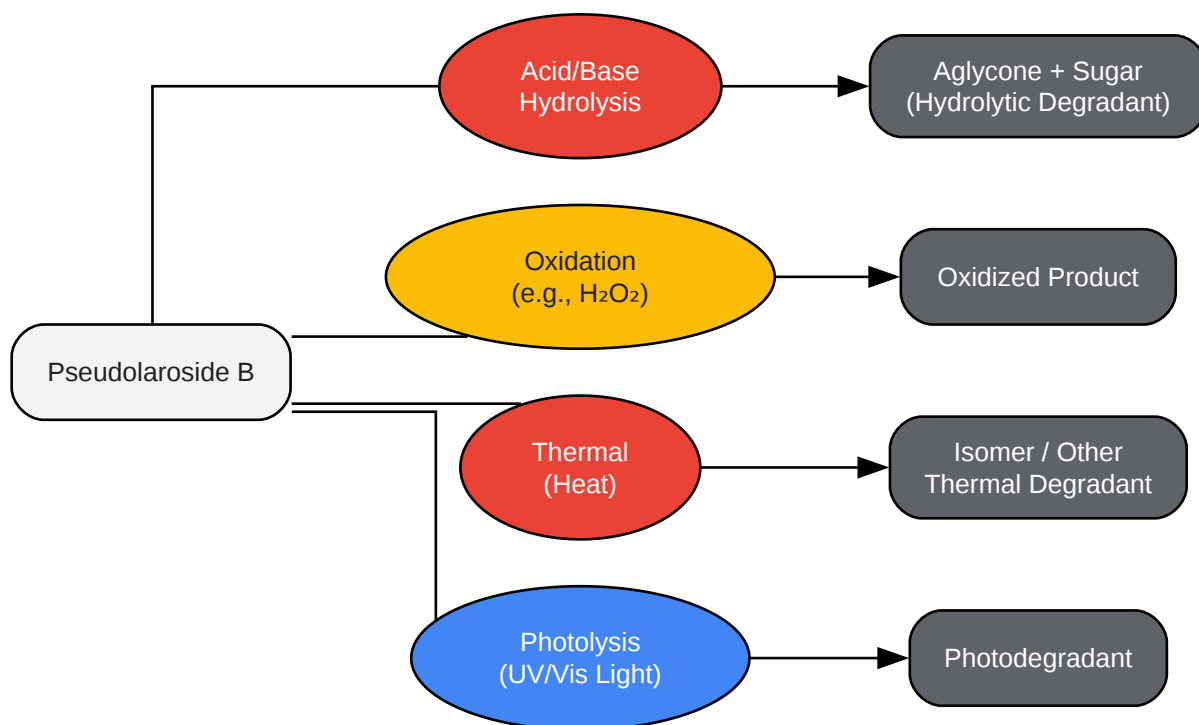 Acid/Base
Hydrolysis
Aglycone + Sugar
(Hydrolytic Degradant)
Oxidation
(e.g., H₂O₂)
Oxidized Product
Pseudolaroside B
Thermal
(Heat)
Isomer / Other
Thermal Degradant
Photolysis
(UV/Vis Light)
Photodegradant